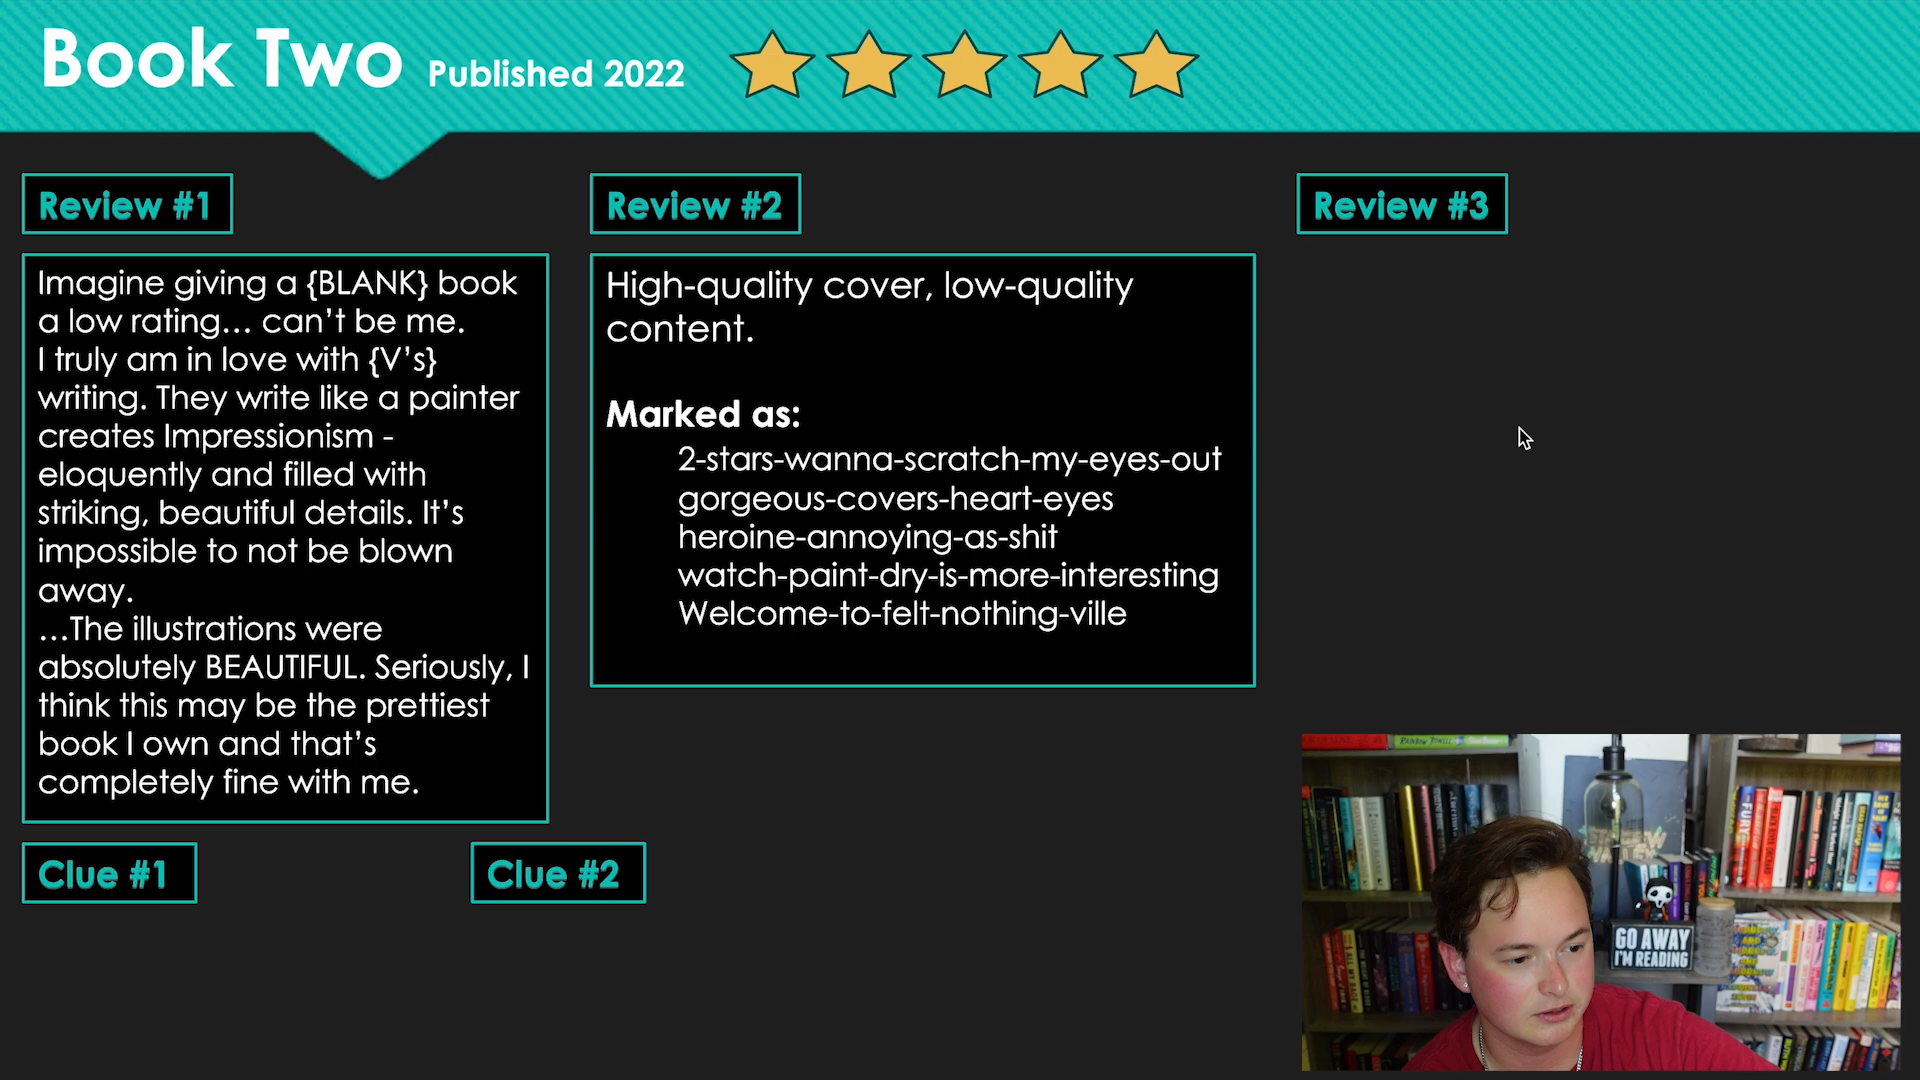 Book Two Published 2022
Review #1
Imagine giving a {BLANK} book
a low rating… can’t be me.
I truly am in love with {V’s}
writing. They write like a painter
creates Impressionism -
eloquently and filled with
striking, beautiful details. It’s
impossible to not be blown
away.
…The illustrations were
absolutely BEAUTIFUL. Seriously, I
think this may be the prettiest
book I own and that’s
completely fine with me.
Review #2
High-quality cover, low-quality
content.
Marked as:
2-stars-wanna-scratch-my-eyes-out
gorgeous-covers-heart-eyes
heroine-annoying-as-shit
watch-paint-dry-is-more-interesting
Welcome-to-felt-nothing-ville
Review #3
Clue #1
Clue #2
RAINBOW ROWELL
FURY
GO AWAY
I'M READING